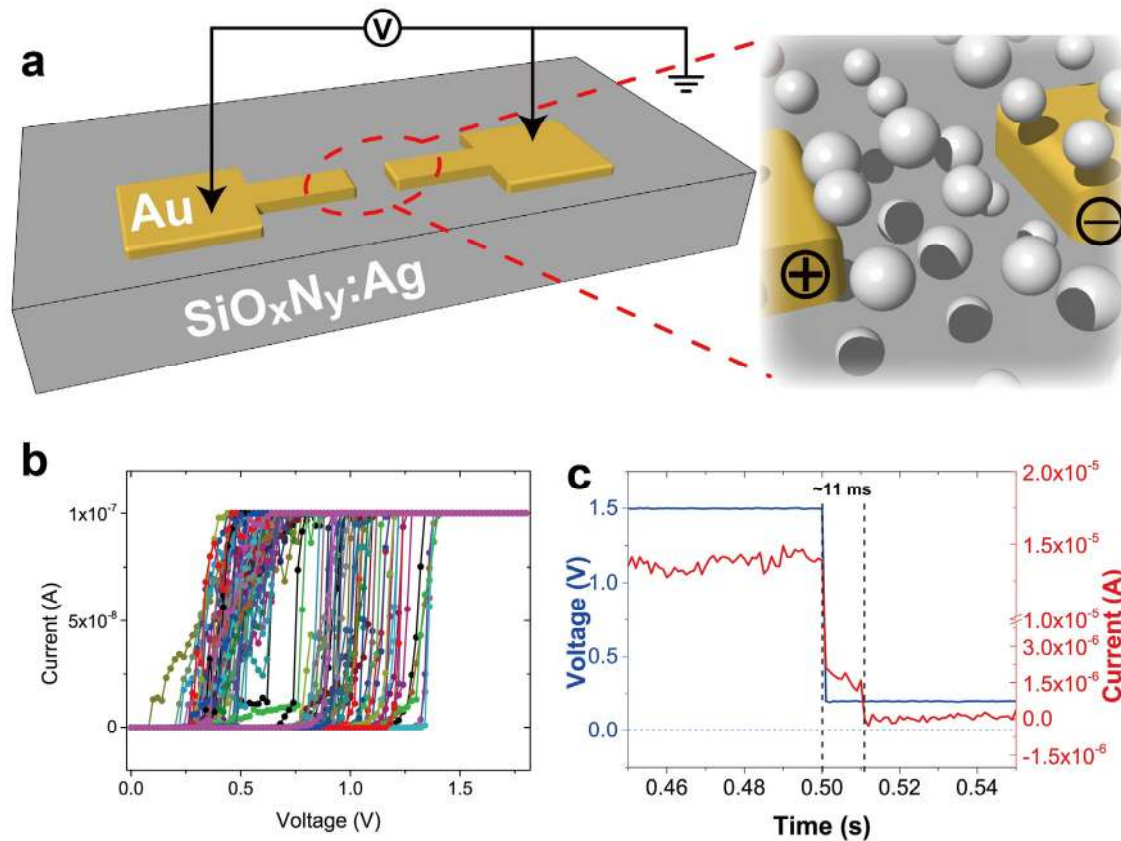 a
V
Au
SiOxNy:Ag
+
−
b
1x10-7
5x10-8
0
Current (A)
0.0
0.5
1.0
1.5
Voltage (V)
c
~11 ms
1.5
1.0
0.5
0.0
Voltage (V)
2.0x10-5
1.5x10-5
1.0x10-5
3.0x10-6
1.5x10-6
0.0
-1.5x10-6
Current (A)
0.46
0.48
0.50
0.52
0.54
Time (s)